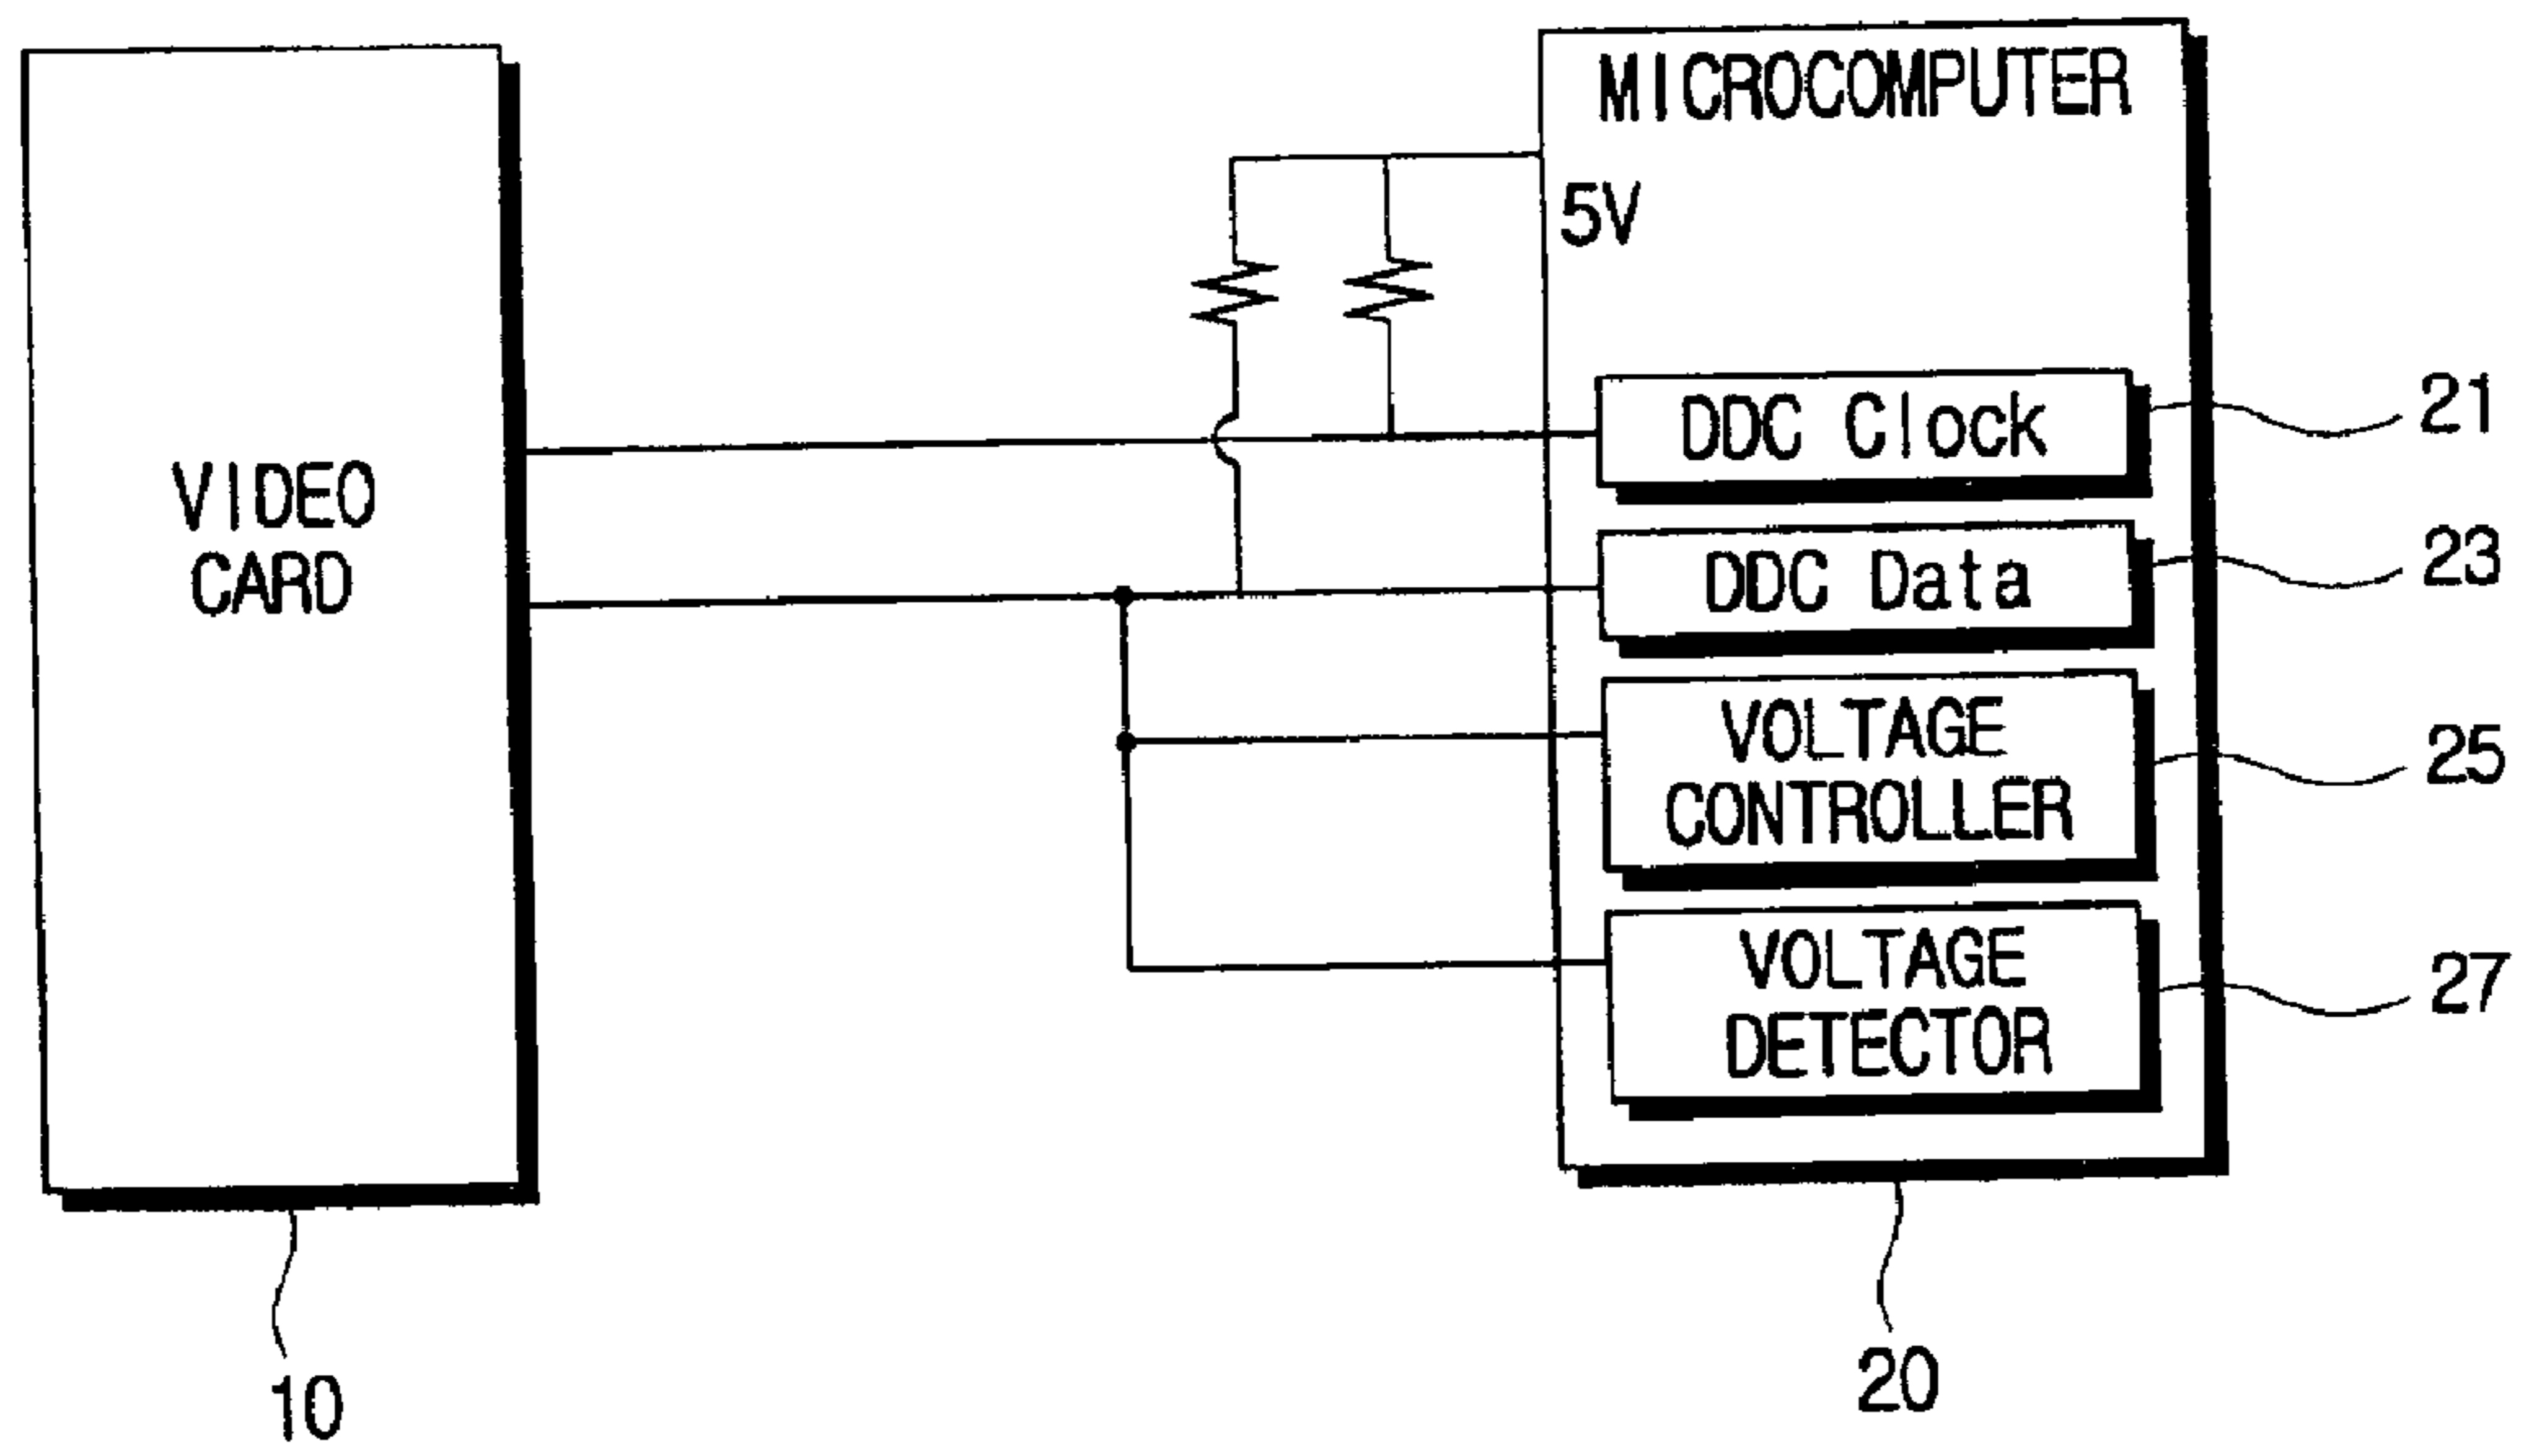 MICROCOMPUTER
5V
DDC Clock
21
VIDEO
CARD
DDC Data
23
VOLTAGE
CONTROLLER
25
VOLTAGE
DETECTOR
27
10
20